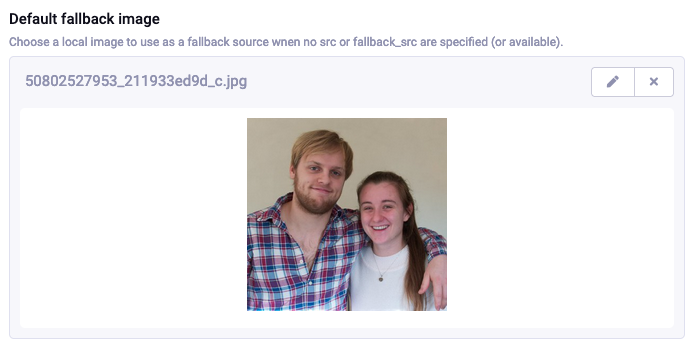 Default fallback image
Choose a local image to use as a fallback source wnen no src or fallback_src are specified (or available).
50802527953_211933ed9d_c.jpg